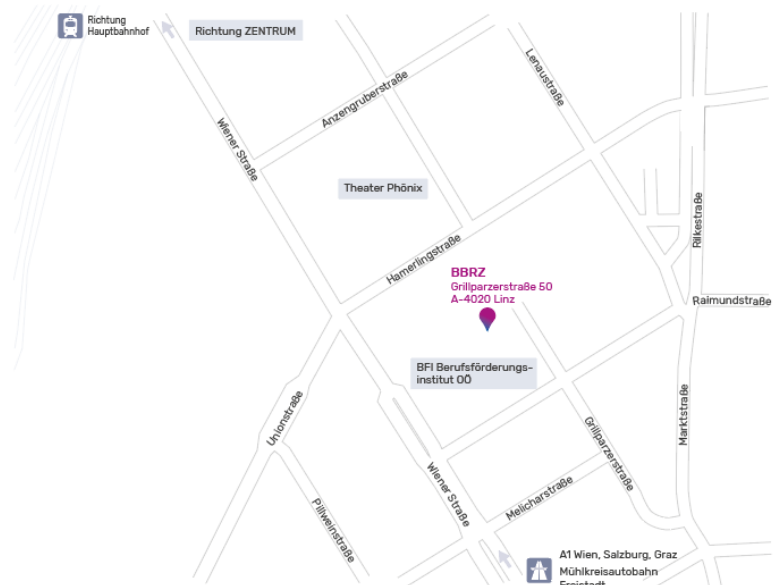 Richtung
Hauptbahnhof
Richtung ZENTRUM
Lenaustraße
Anzengruberstraße
Wiener Straße
Theater Phönix
Rilkestraße
Hamerlingstraße
BBRZ
Grillparzerstraße 50
A-4020 Linz
Raimundstraße
BFI Berufsförderungs-
institut OÖ
Unionstraße
Marktstraße
Grillparzerstraße
Wiener Straße
Melicharstraße
Pillweinstraße
A1 Wien, Salzburg, Graz
Mühlkreisautobahn
Freistadt